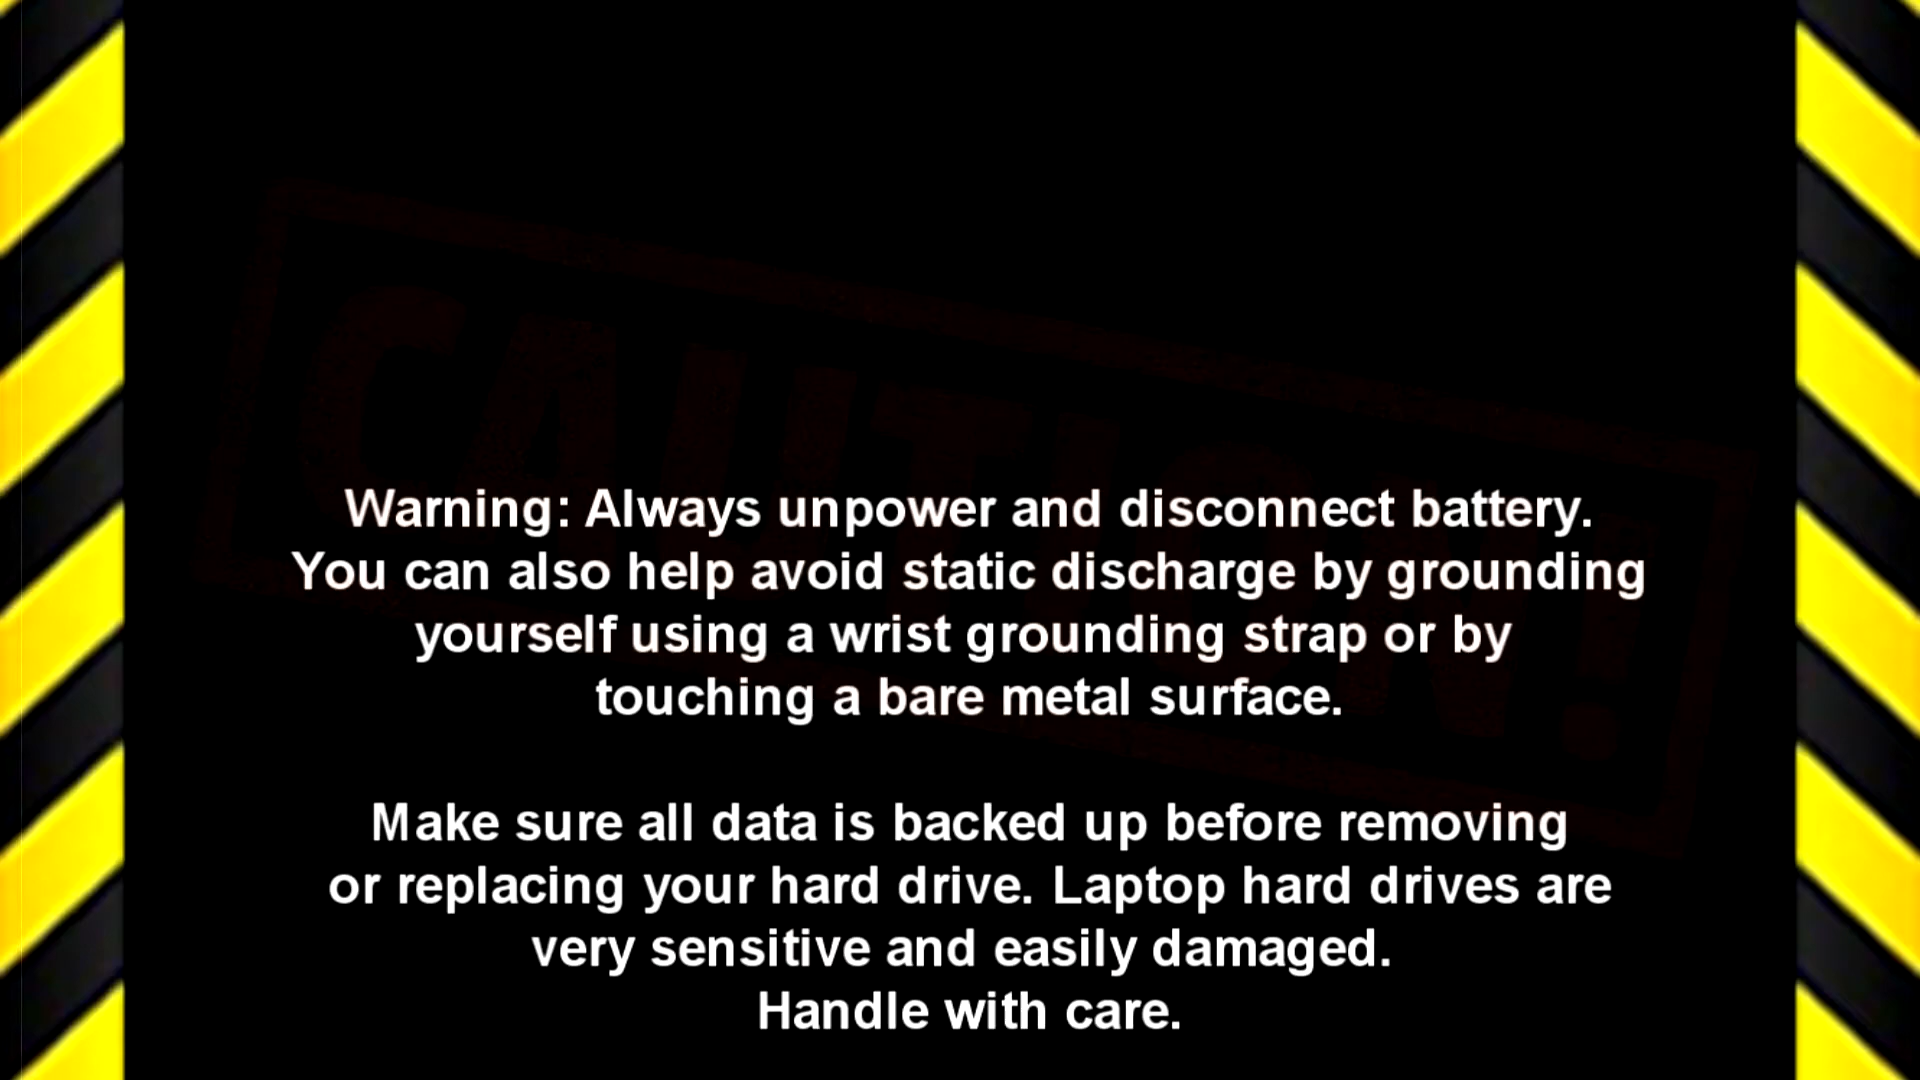 CAUTION!
Warning: Always unpower and disconnect battery.
You can also help avoid static discharge by grounding
yourself using a wrist grounding strap or by
touching a bare metal surface.
Make sure all data is backed up before removing
or replacing your hard drive. Laptop hard drives are
very sensitive and easily damaged.
Handle with care.